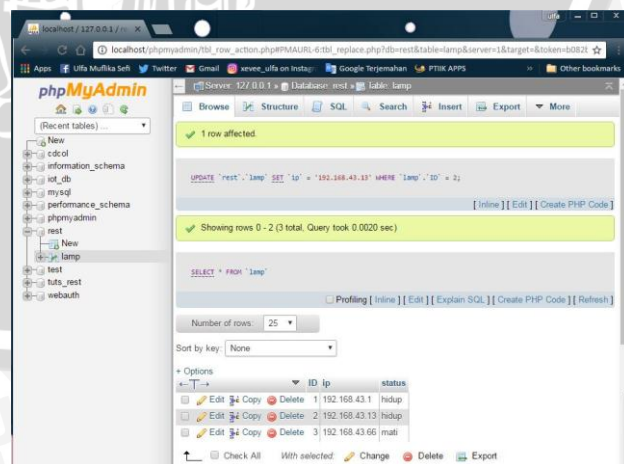 localhost / 127.0.0.1 /
ulfa
localhost/phpmyadmin/tbl_row_action.php#PMAURL-6:tbl_replace.php?db=rest&table=lamp&server=1&target=&token=b082
Apps Ulfa Muflika Sefi Twitter Gmail xevee_ulfa on Instagr Google Terjemahan PTIIK APPS » Other bookmarks
phpMyAdmin
(Recent tables) ...
New
cdcol
information_schema
iot_db
mysql
performance_schema
phpmyadmin
rest
New
lamp
test
tuts_rest
webauth
Server: 127.0.0.1 » Database: rest » Table: lamp
Browse Structure SQL Search Insert Export More
1 row affected.
UPDATE `rest`.`lamp` SET `ip` = '192.168.43.13' WHERE `lamp`.`ID` = 2;
[ Inline ] [ Edit ] [ Create PHP Code ]
Showing rows 0 - 2 (3 total, Query took 0.0020 sec)
SELECT * FROM `lamp`
Profiling [ Inline ] [ Edit ] [ Explain SQL ] [ Create PHP Code ] [ Refresh ]
Number of rows: 25
Sort by key: None
+ Options
←T→ ID ip status
Edit Copy Delete 1 192.168.43.1 hidup
Edit Copy Delete 2 192.168.43.13 hidup
Edit Copy Delete 3 192.168.43.66 mati
Check All With selected: Change Delete Export